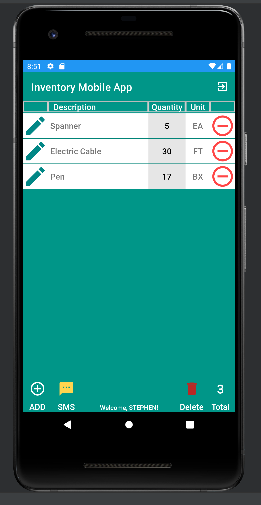 8:51
Inventory Mobile App
Description Quantity Unit
Spanner 5 EA
Electric Cable 30 FT
Pen 17 BX
3
ADD SMS Welcome, STEPHEN! Delete Total